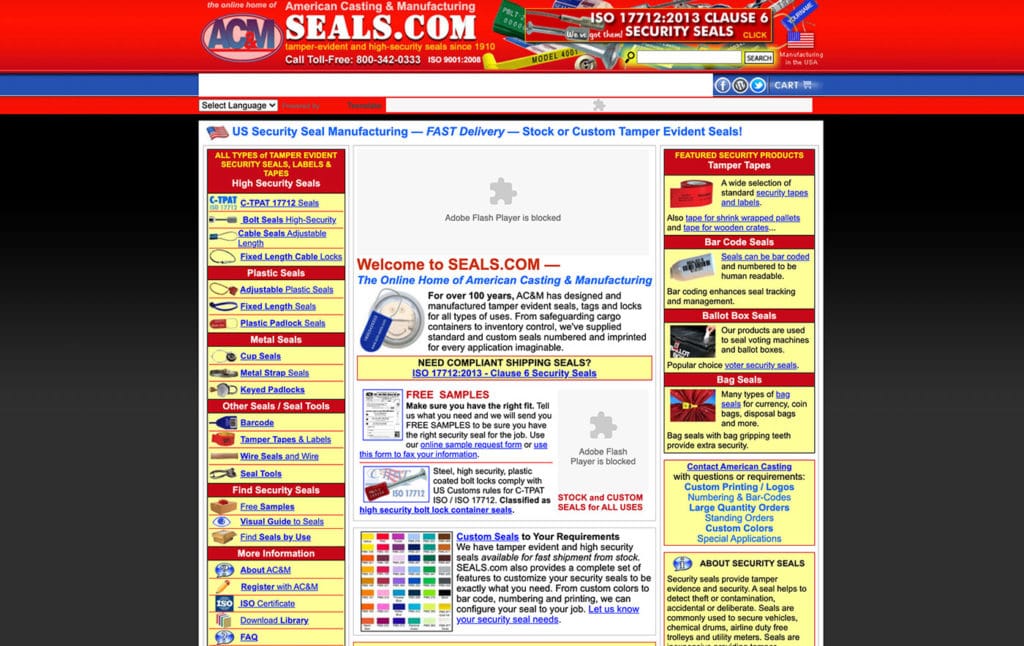 the online home of
American Casting & Manufacturing
SEALS.COM
AC&M
tamper-evident and high-security seals since 1910
Call Toll-Free: 800-342-0333 ISO 9001:2008
ISO 17712:2013 CLAUSE 6
We've got them! SECURITY SEALS CLICK
MODEL 4001
YOURNAME
SEARCH
Manufacturing
in the USA
CART
Select Language
Powered by Translate
US Security Seal Manufacturing — FAST Delivery — Stock or Custom Tamper Evident Seals!
ALL TYPES of TAMPER EVIDENT
SECURITY SEALS, LABELS &
TAPES
High Security Seals
C-TPAT
ISO 17712
C-TPAT 17712 Seals
Bolt Seals High-Security
Cable Seals Adjustable
Length
Fixed Length Cable Locks
Plastic Seals
Adjustable Plastic Seals
Fixed Length Seals
Plastic Padlock Seals
Metal Seals
Cup Seals
Metal Strap Seals
Keyed Padlocks
Other Seals / Seal Tools
Barcode
Tamper Tapes & Labels
Wire Seals and Wire
Seal Tools
Find Security Seals
Free Samples
Visual Guide to Seals
Find Seals by Use
More Information
About AC&M
Register with AC&M
ISO
ISO Certificate
Download Library
FAQ
Adobe Flash Player is blocked
Welcome to SEALS.COM —
The Online Home of American Casting & Manufacturing
For over 100 years, AC&M has designed and
manufactured tamper evident seals, tags and locks
for all types of uses. From safeguarding cargo
containers to inventory control, we've supplied
standard and custom seals numbered and imprinted
for every application imaginable.
NEED COMPLIANT SHIPPING SEALS?
ISO 17712:2013 - Clause 6 Security Seals
FREE SAMPLES
Make sure you have the right fit. Tell
us what you need and we will send you
FREE SAMPLES to be sure you have
the right security seal for the job. Use
our online sample request form or use
this form to fax your information.
C-TPAT
ISO 17712
Steel, high security, plastic
coated bolt locks comply with
US Customs rules for C-TPAT
ISO / ISO 17712. Classified as
high security bolt lock container seals.
Adobe Flash
Player is blocked
STOCK and CUSTOM
SEALS for ALL USES
Custom Seals to Your Requirements
We have tamper evident and high security
seals available for fast shipment from stock.
SEALS.com also provides a complete set of
features to customize your security seals to be
exactly what you need. From custom colors to
bar code, numbering and printing, we can
configure your seal to your job. Let us know
your security seal needs.
FEATURED SECURITY PRODUCTS
Tamper Tapes
A wide selection of
standard security tapes
and labels.
Also tape for shrink wrapped pallets
and tape for wooden crates...
Bar Code Seals
Seals can be bar coded
and numbered to be
human readable.
Bar coding enhances seal tracking
and management.
Ballot Box Seals
Our products are used
to seal voting machines
and ballot boxes.
Popular choice voter security seals.
Bag Seals
Many types of bag
seals for currency, coin
bags, disposal bags
and more.
Bag seals with bag gripping teeth
provide extra security.
Contact American Casting
with questions or requirements:
Custom Printing / Logos
Numbering & Bar-Codes
Large Quantity Orders
Standing Orders
Custom Colors
Special Applications
ABOUT SECURITY SEALS
Security seals provide tamper
evidence and security. A seal helps to
detect theft or contamination,
accidental or deliberate. Seals are
commonly used to secure vehicles,
chemical drums, airline duty free
trolleys and utility meters. Seals are